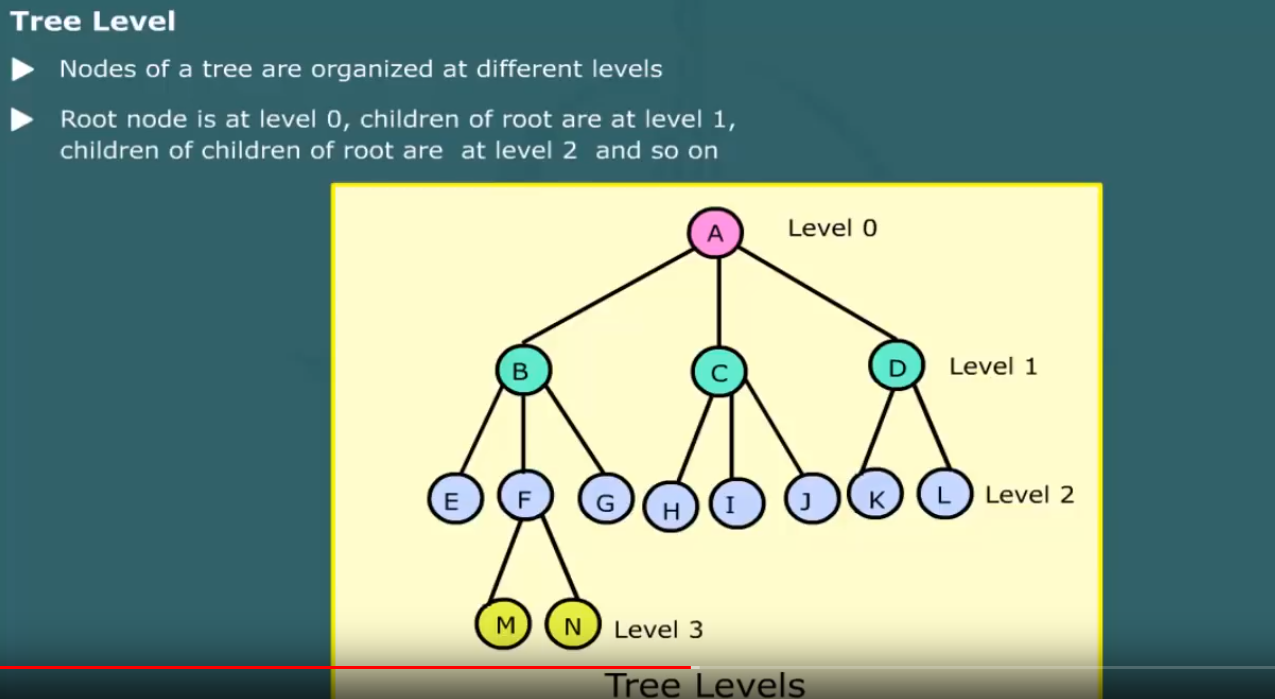 Tree Level
Nodes of a tree are organized at different levels
Root node is at level 0, children of root are at level 1,
children of children of root are at level 2 and so on
A Level 0
B C D Level 1
E F G H I J K L Level 2
M N Level 3
Tree Levels